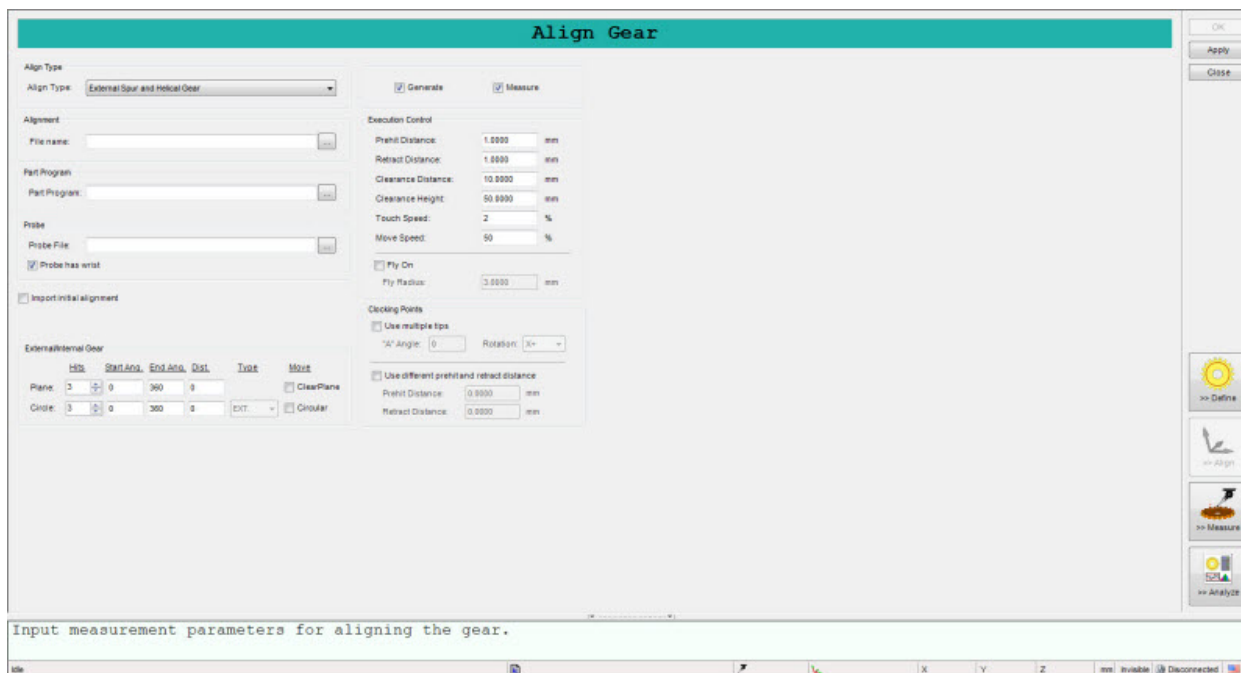 Align Gear
OK
Apply
Close
Align Type
Align Type: External Spur and Helical Gear
Generate Measure
Alignment
File name: ...
Part Program
Part Program: ...
Probe
Probe File: ...
Probe has wrist
Import initial alignment
External/Internal Gear
Hits Start Ang. End Ang. Dist. Type Move
Plane: 3 0 360 0 ClearPlane
Circle: 3 0 360 0 EXT. Circular
Execution Control
Prehit Distance: 1.0000 mm
Retract Distance: 1.0000 mm
Clearance Distance: 10.0000 mm
Clearance Height: 50.0000 mm
Touch Speed: 2 %
Move Speed: 50 %
Fly On
Fly Radius: 3.0000 mm
Clocking Points
Use multiple tips
"A" Angle: 0 Rotation: X+
Use different prehit and retract distance
Prehit Distance: 0.0000 mm
Retract Distance: 0.0000 mm
>> Define
>> Align
>> Measure
>> Analyze
Input measurement parameters for aligning the gear.
Idle X Y Z mm Invisible Disconnected